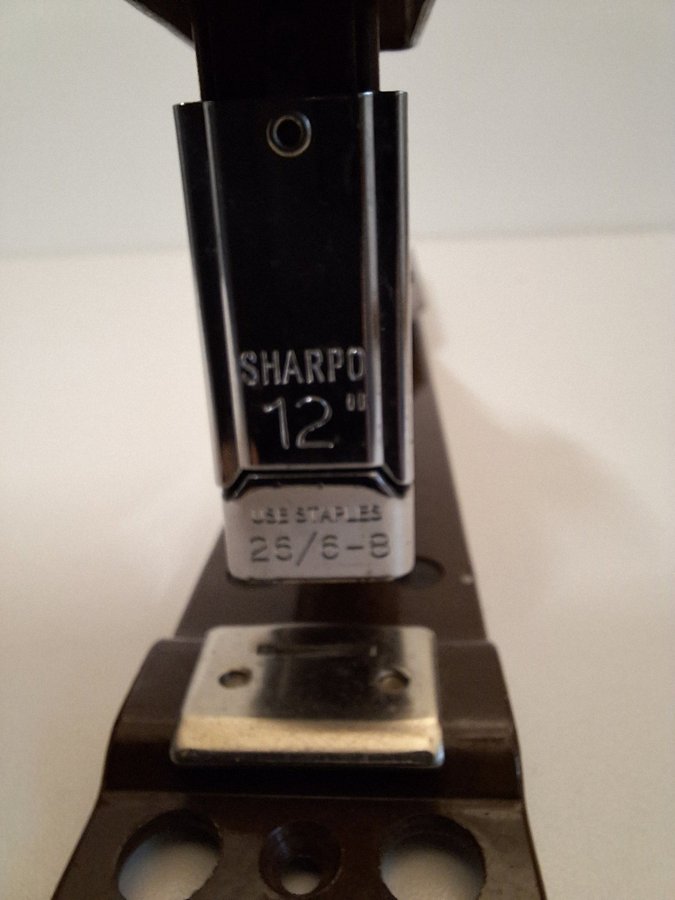 SHARPO
12"
USE STAPLES
26/6-8